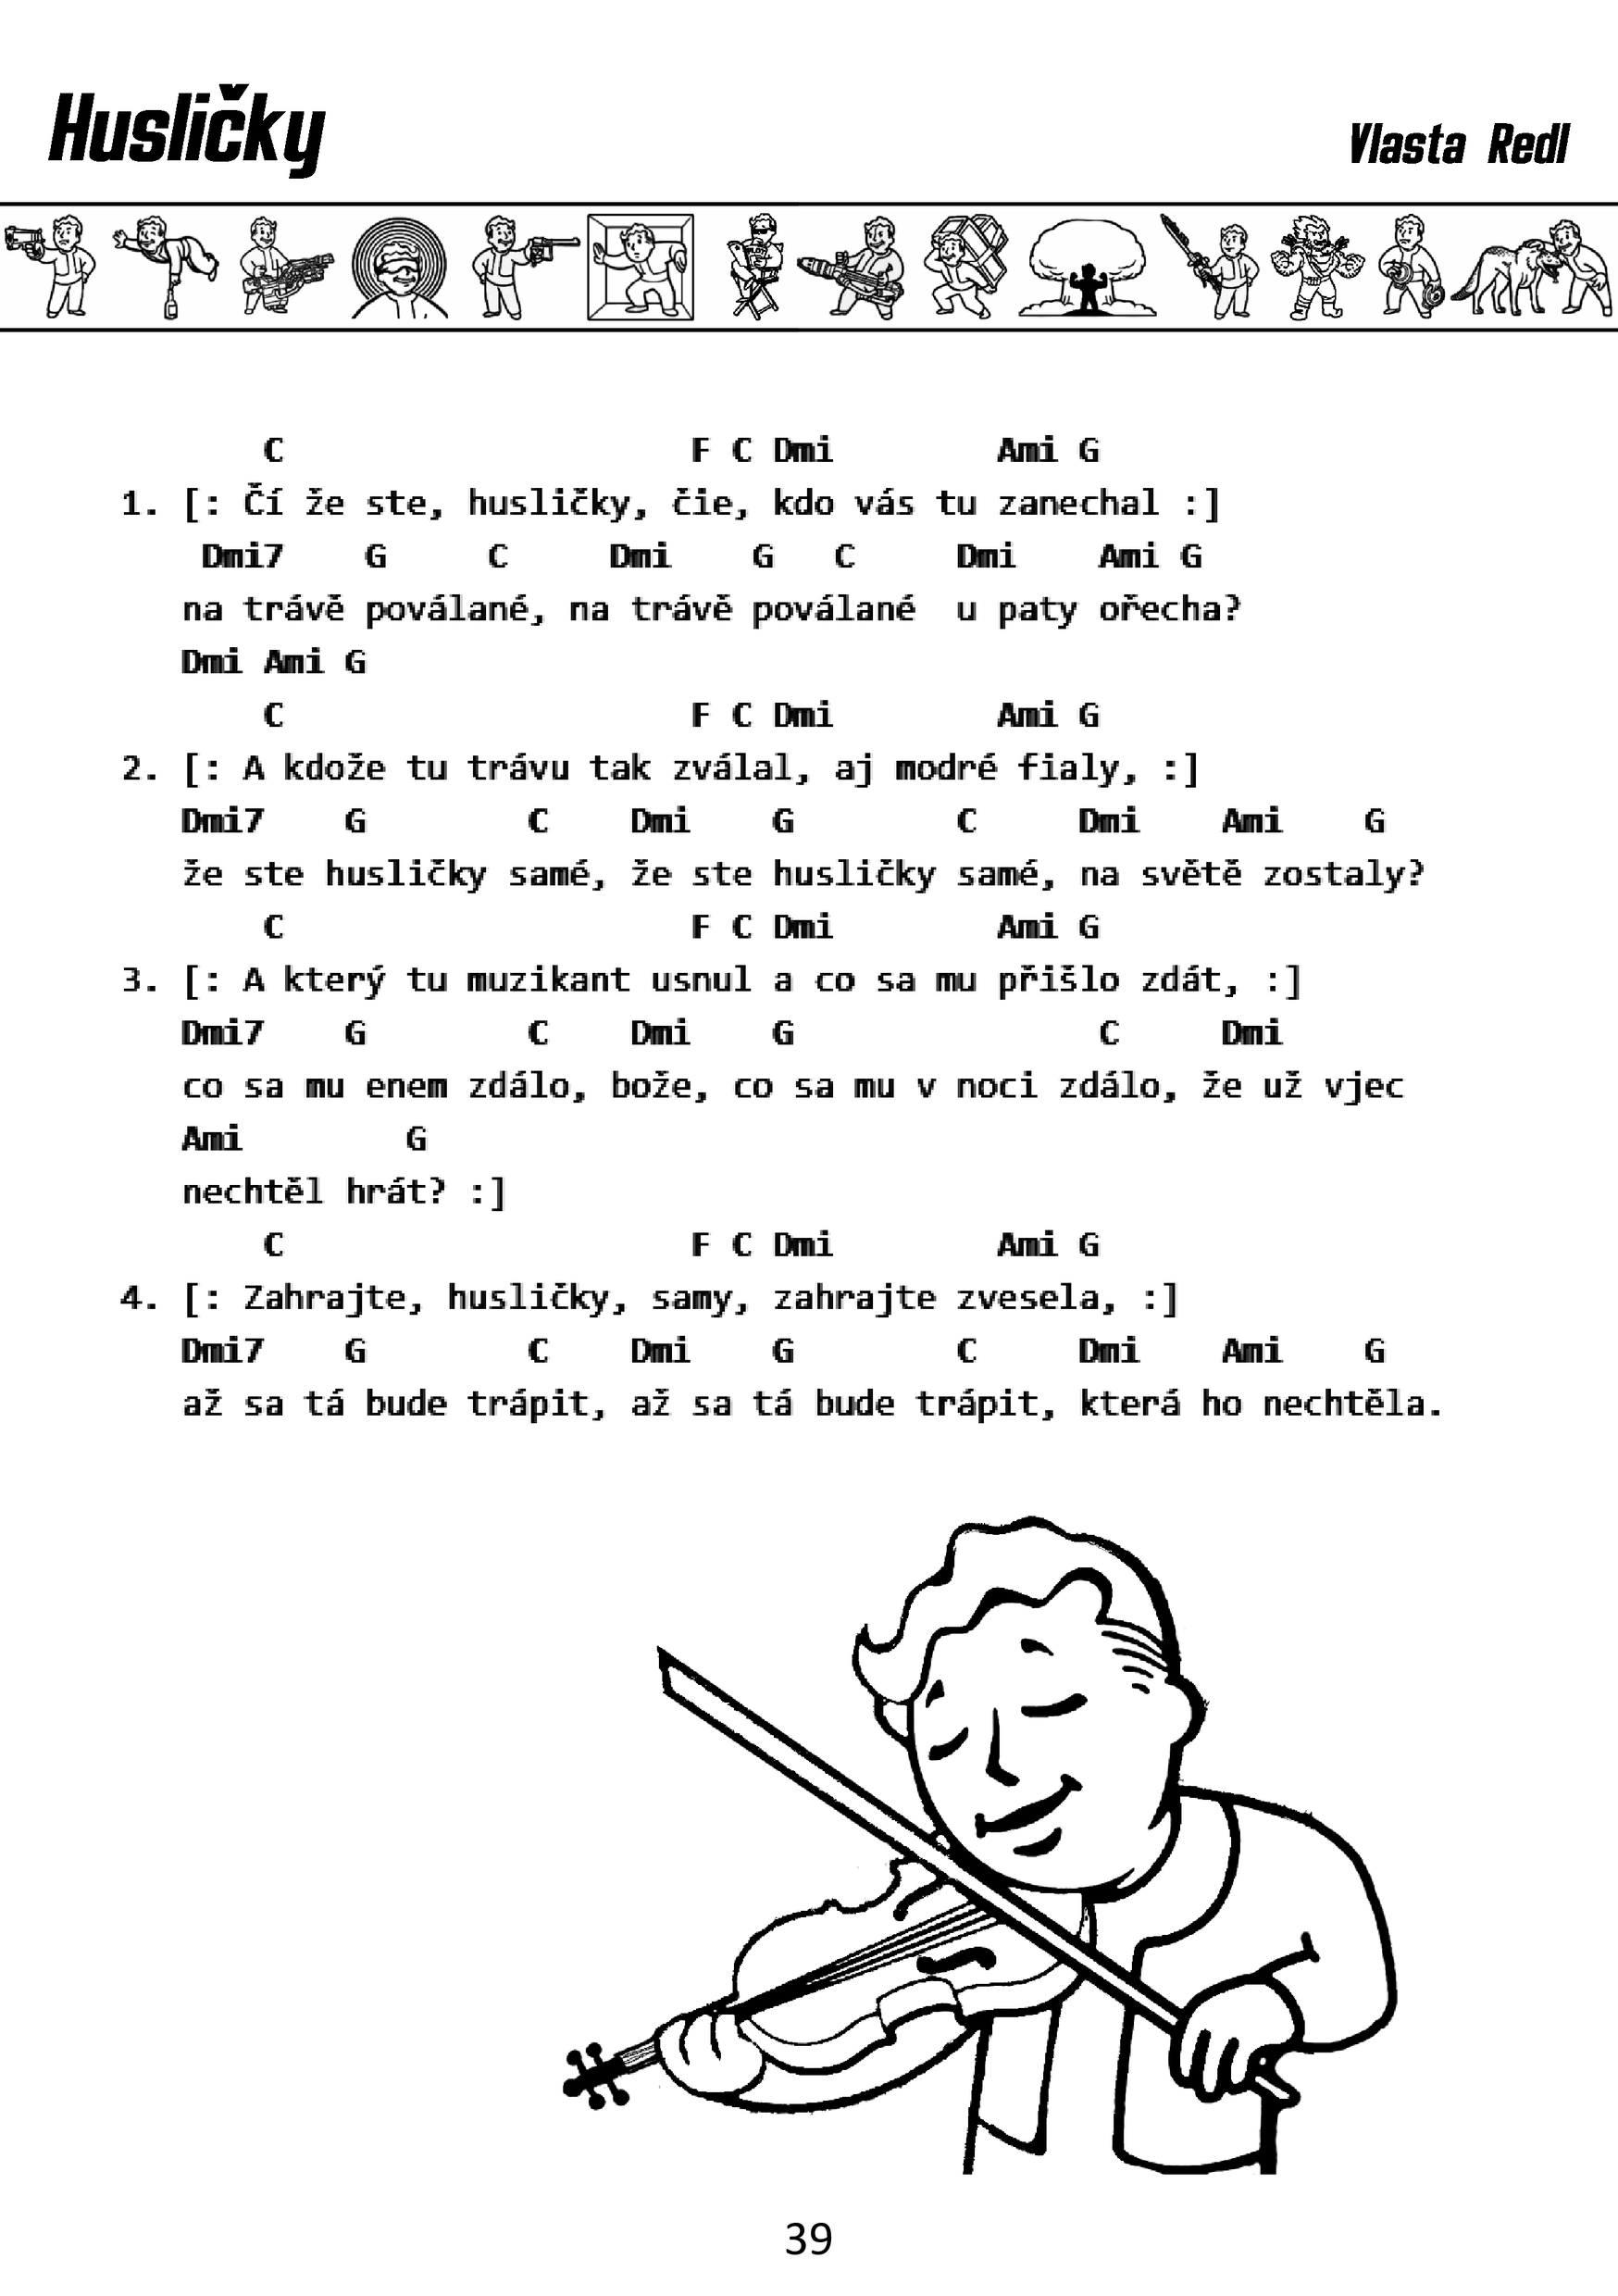 Husličky
Vlasta Redl
C F C Dmi Ami G
1. [: Čí že ste, husličky, čie, kdo vás tu zanechal :]
Dmi7 G C Dmi G C Dmi Ami G
na trávě poválané, na trávě poválané u paty ořecha?
Dmi Ami G
C F C Dmi Ami G
2. [: A kdože tu trávu tak zválal, aj modré fialy, :]
Dmi7 G C Dmi G C Dmi Ami G
že ste husličky samé, že ste husličky samé, na světě zostaly?
C F C Dmi Ami G
3. [: A který tu muzikant usnul a co sa mu přišlo zdát, :]
Dmi7 G C Dmi G C Dmi
co sa mu enem zdálo, bože, co sa mu v noci zdálo, že už vjec
Ami G
nechtěl hrát? :]
C F C Dmi Ami G
4. [: Zahrajte, husličky, samy, zahrajte zvesela, :]
Dmi7 G C Dmi G C Dmi Ami G
až sa tá bude trápit, až sa tá bude trápit, která ho nechtěla.
39